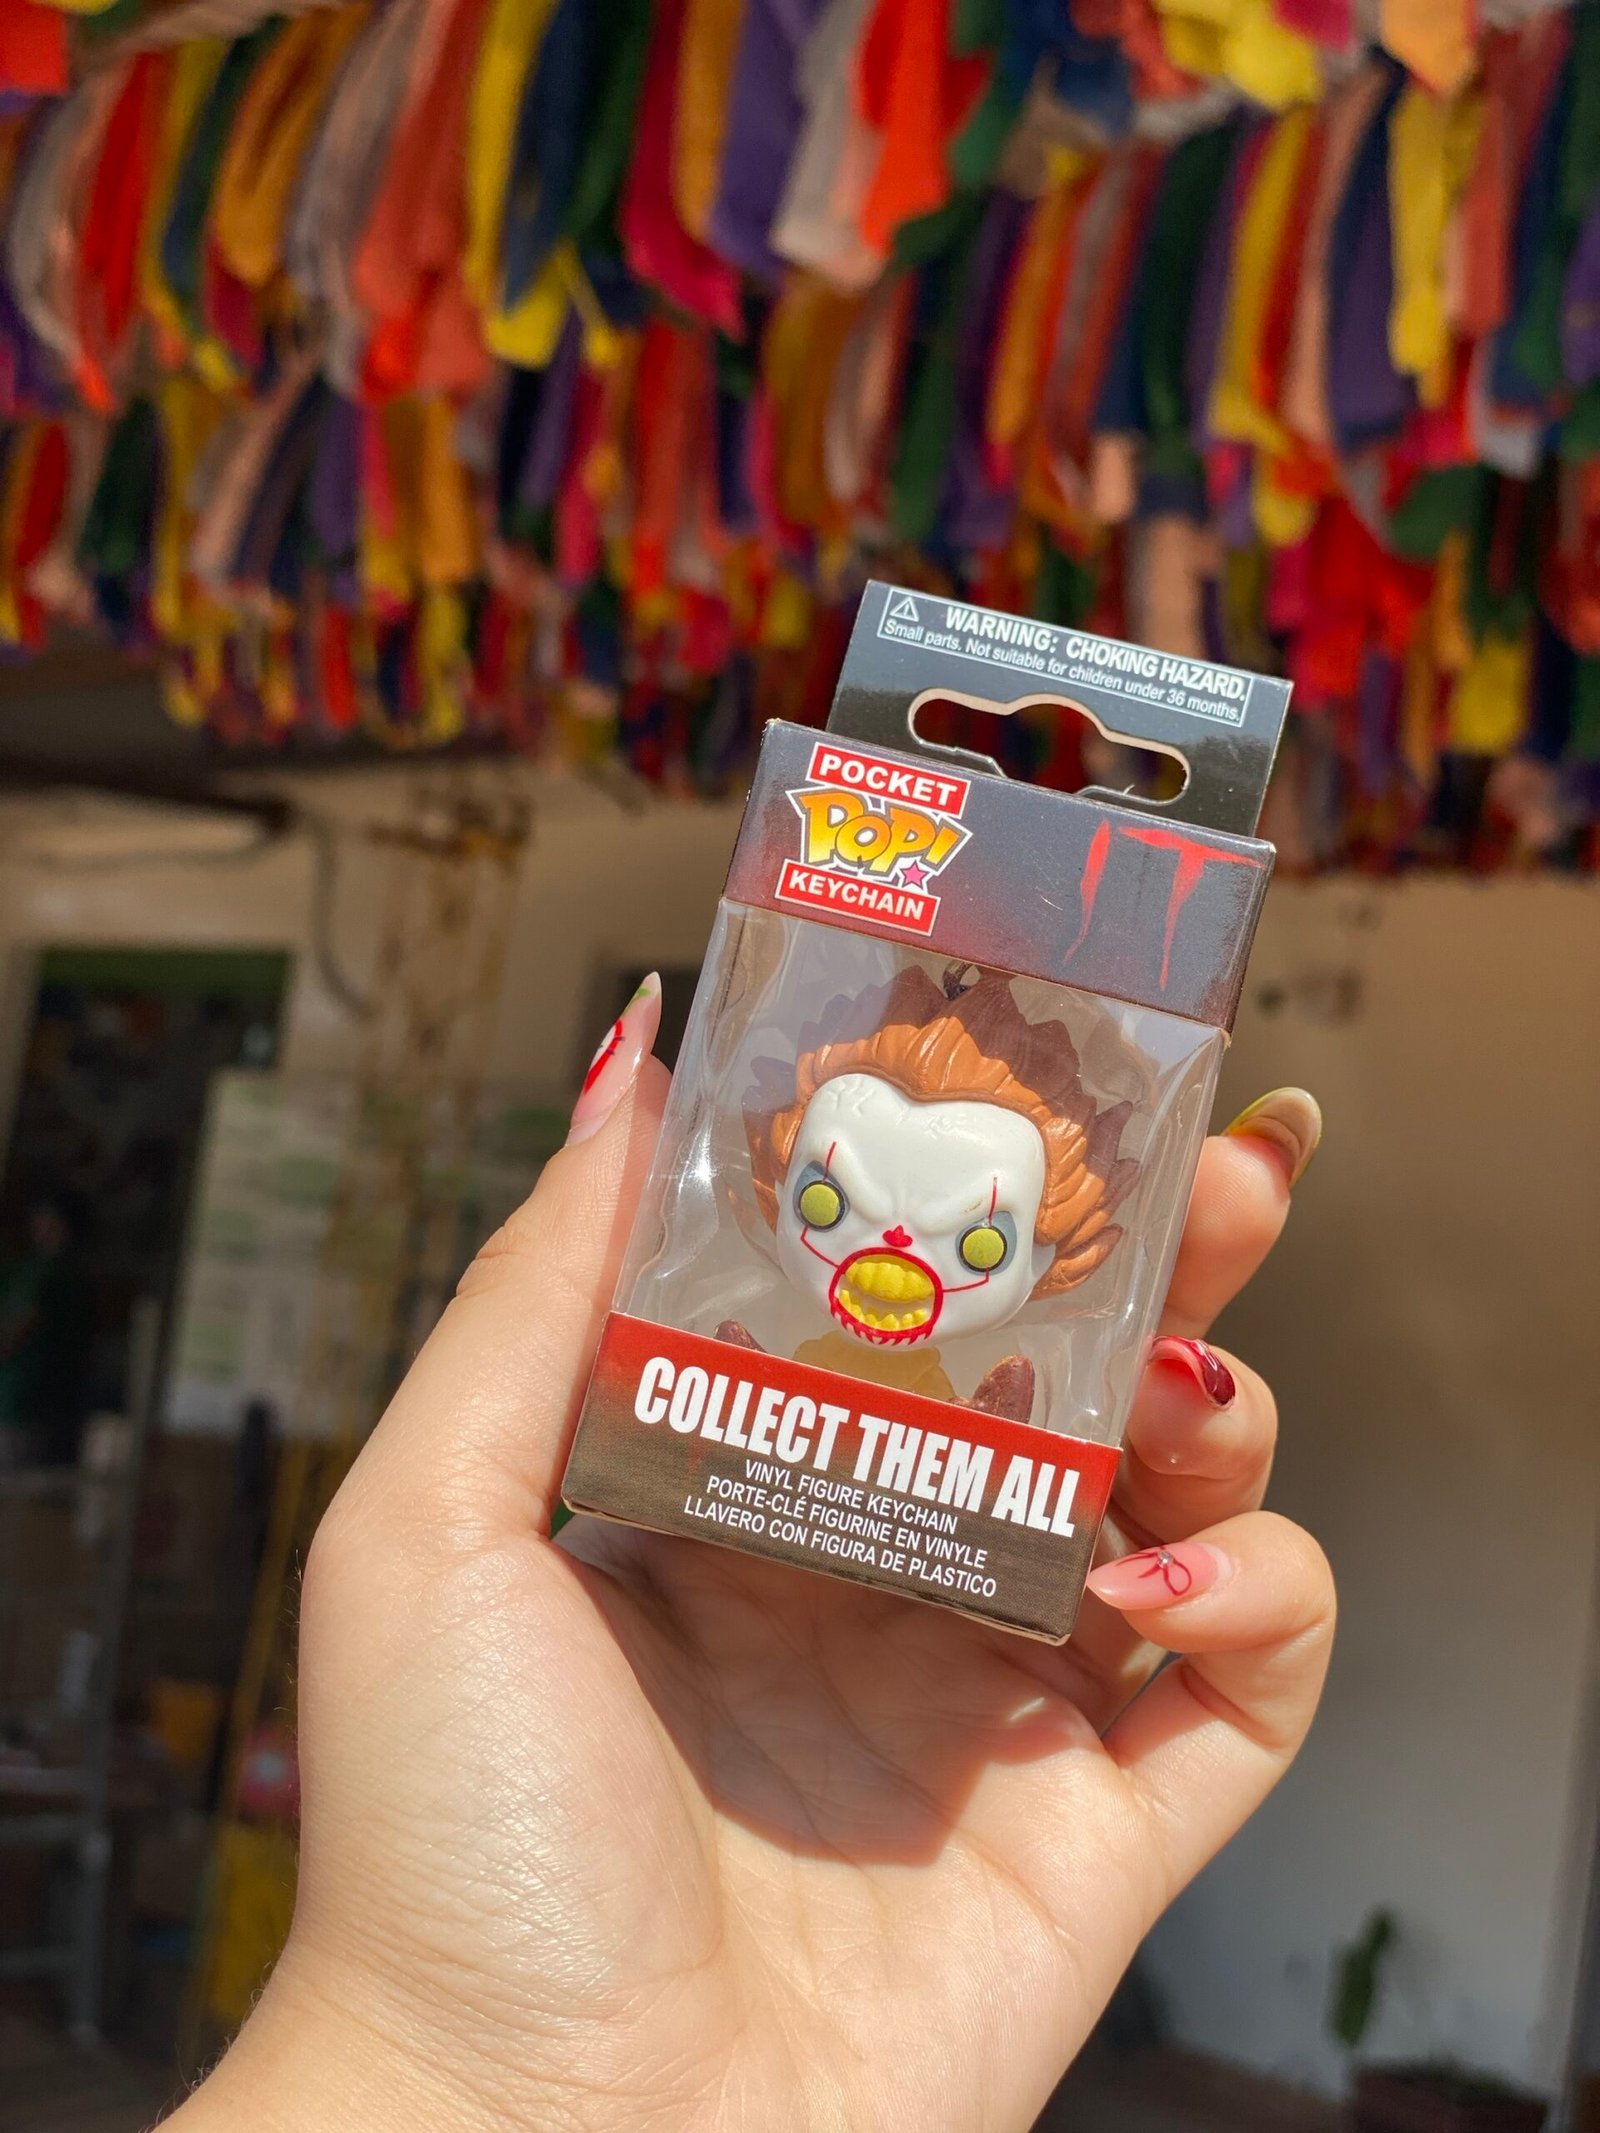 WARNING: CHOKING HAZARD.
Small parts. Not suitable for children under 36 months.
POCKET
POP!
KEYCHAIN
IT
COLLECT THEM ALL
VINYL FIGURE KEYCHAIN
PORTE-CLÉ FIGURINE EN VINYLE
LLAVERO CON FIGURA DE PLASTICO